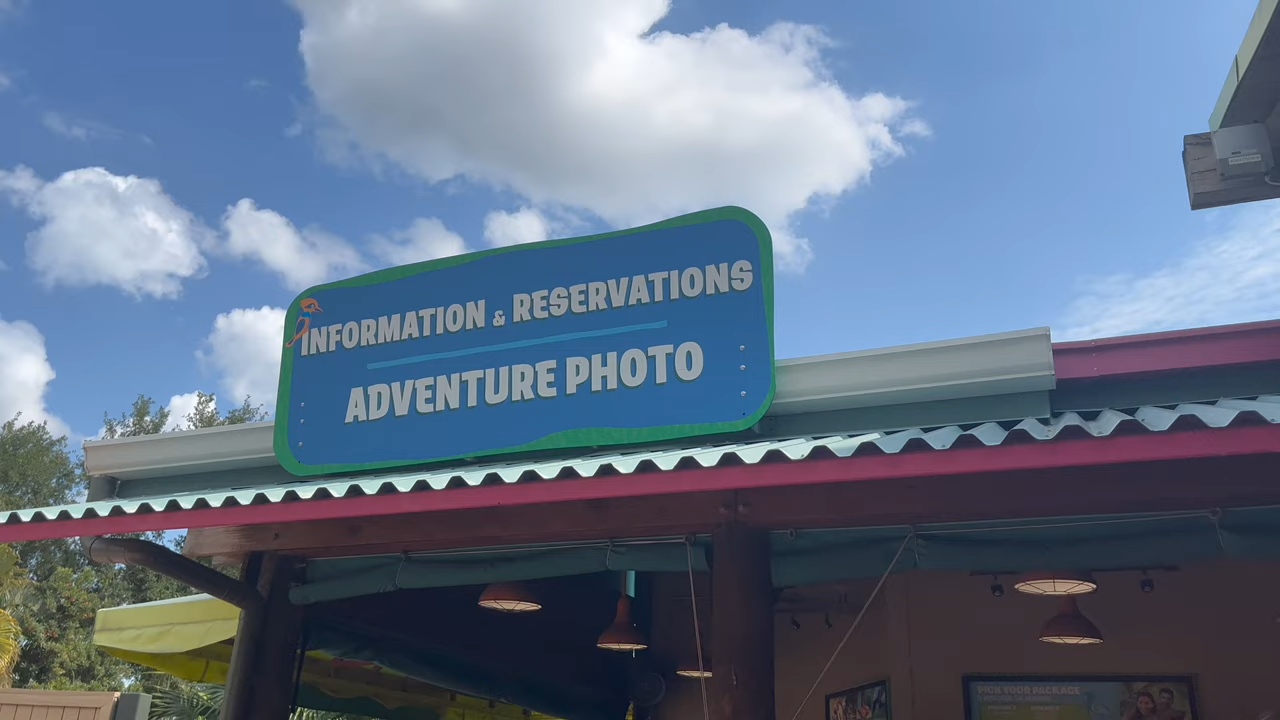 INFORMATION & RESERVATIONS
ADVENTURE PHOTO
PICK YOUR PACKAGE